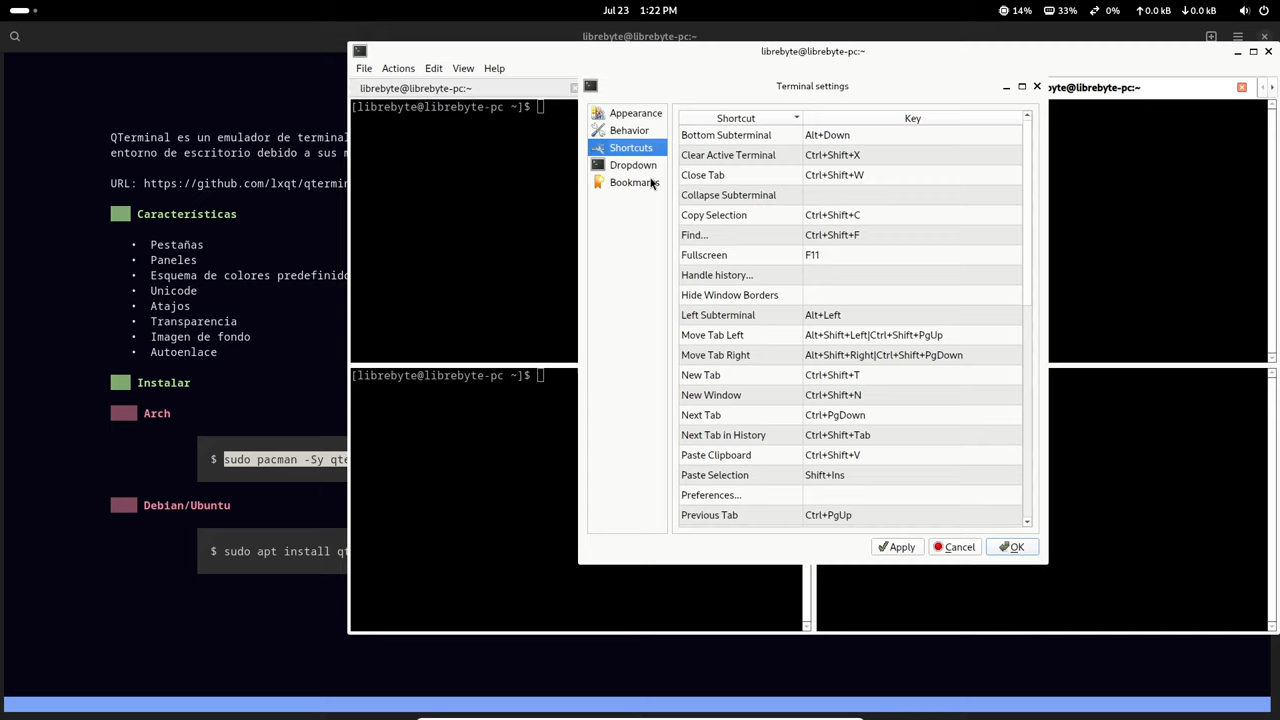 Jul 23 1:22 PM
14% 33% 0% 0.0 kB 0.0 kB
librebyte@librebyte-pc:~
librebyte@librebyte-pc:~
File Actions Edit View Help
librebyte@librebyte-pc:~
yte@librebyte-pc:~
[librebyte@librebyte-pc ~]$
[librebyte@librebyte-pc ~]$
QTerminal es un emulador de terminal
entorno de escritorio debido a sus
URL: https://github.com/lxqt/qtermin
Características
• Pestañas
• Paneles
• Esquema de colores predefinido
• Unicode
• Atajos
• Transparencia
• Imagen de fondo
• Autoenlace
Instalar
Arch
$ sudo pacman -Sy qte
Debian/Ubuntu
$ sudo apt install qt
Terminal settings
Appearance
Behavior
Shortcuts
Dropdown
Bookmarks
Shortcut Key
Bottom Subterminal Alt+Down
Clear Active Terminal Ctrl+Shift+X
Close Tab Ctrl+Shift+W
Collapse Subterminal
Copy Selection Ctrl+Shift+C
Find... Ctrl+Shift+F
Fullscreen F11
Handle history...
Hide Window Borders
Left Subterminal Alt+Left
Move Tab Left Alt+Shift+Left|Ctrl+Shift+PgUp
Move Tab Right Alt+Shift+Right|Ctrl+Shift+PgDown
New Tab Ctrl+Shift+T
New Window Ctrl+Shift+N
Next Tab Ctrl+PgDown
Next Tab in History Ctrl+Shift+Tab
Paste Clipboard Ctrl+Shift+V
Paste Selection Shift+Ins
Preferences...
Previous Tab Ctrl+PgUp
Apply Cancel OK